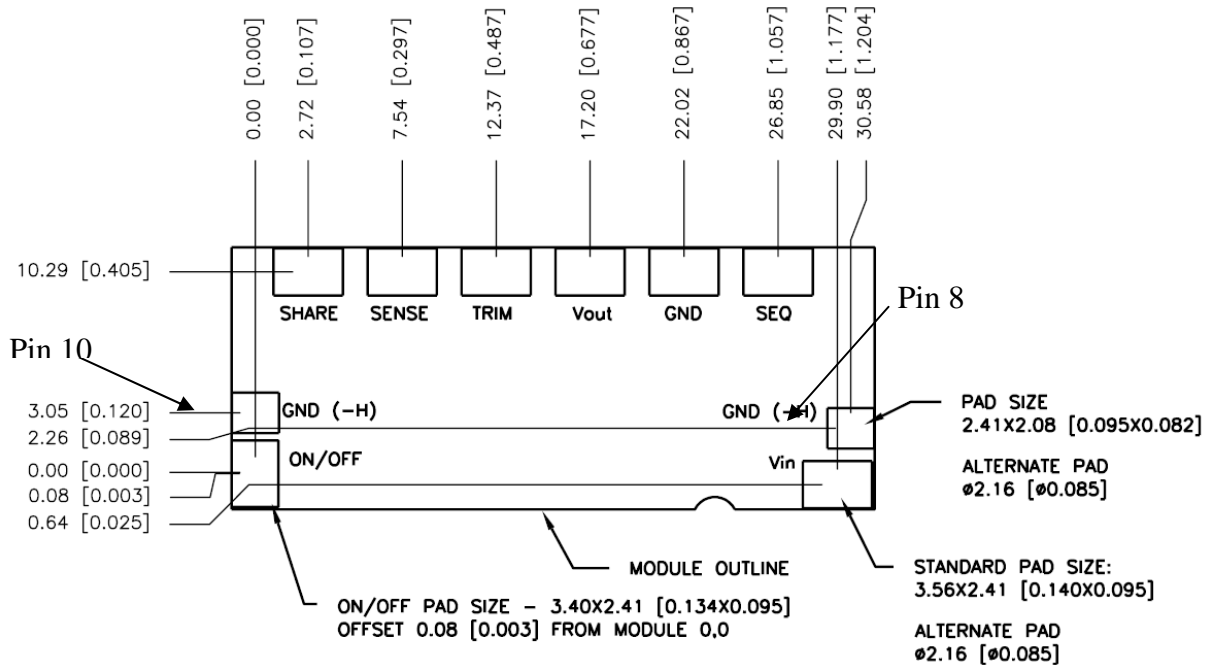 0.00 [0.000]
2.72 [0.107]
7.54 [0.297]
12.37 [0.487]
17.20 [0.677]
22.02 [0.867]
26.85 [1.057]
29.90 [1.177]
30.58 [1.204]
10.29 [0.405]
SHARE
SENSE
TRIM
Vout
GND
SEQ
Pin 8
Pin 10
3.05 [0.120]
GND (-H)
GND (-H)
2.26 [0.089]
0.00 [0.000]
ON/OFF
Vin
0.08 [0.003]
0.64 [0.025]
PAD SIZE
2.41X2.08 [0.095X0.082]
ALTERNATE PAD
ø2.16 [ø0.085]
MODULE OUTLINE
STANDARD PAD SIZE:
3.56X2.41 [0.140X0.095]
ALTERNATE PAD
ø2.16 [ø0.085]
ON/OFF PAD SIZE – 3.40X2.41 [0.134X0.095]
OFFSET 0.08 [0.003] FROM MODULE 0,0